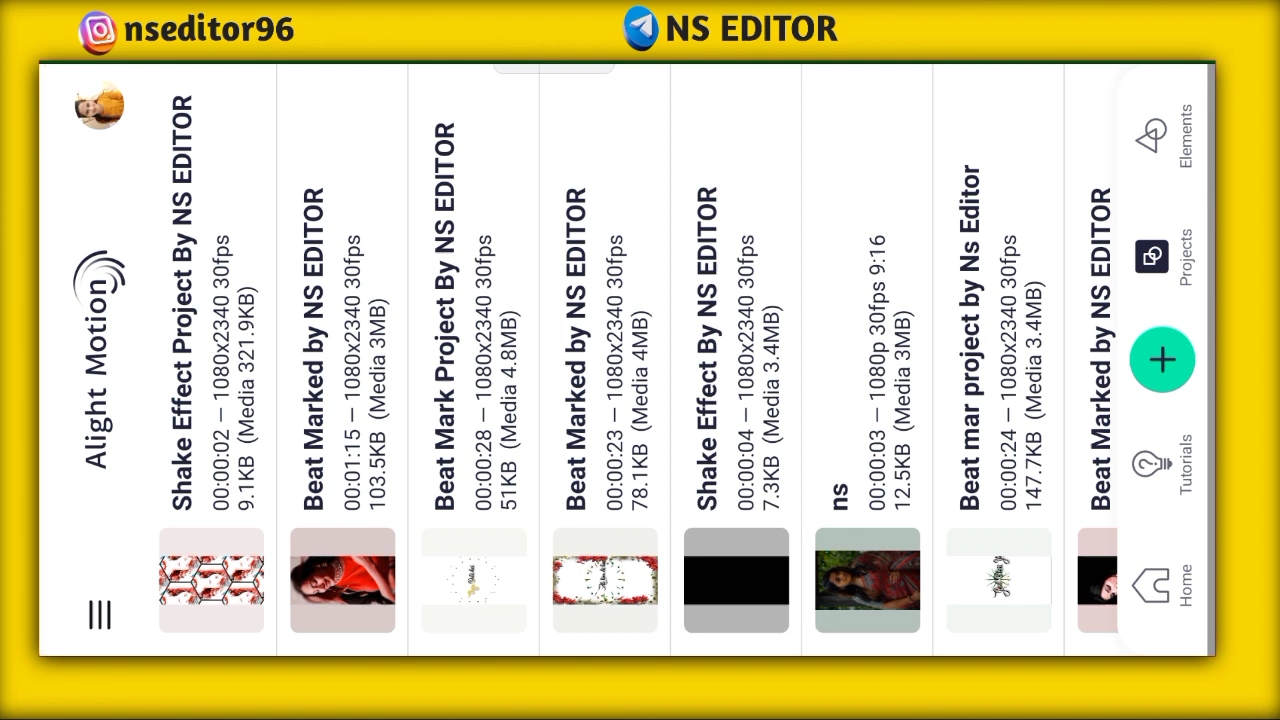 nseditor96
NS EDITOR
Alight Motion
Shake Effect Project By NS EDITOR
00:00:02 — 1080x2340 30fps
9.1KB (Media 321.9KB)
Beat Marked by NS EDITOR
00:01:15 — 1080x2340 30fps
103.5KB (Media 3MB)
Beat Mark Project By NS EDITOR
00:00:28 — 1080x2340 30fps
51KB (Media 4.8MB)
Beat Marked by NS EDITOR
00:00:23 — 1080x2340 30fps
78.1KB (Media 4MB)
Shake Effect By NS EDITOR
00:00:04 — 1080x2340 30fps
7.3KB (Media 3.4MB)
ns
00:00:03 — 1080p 30fps 9:16
12.5KB (Media 3MB)
Beat mar project by Ns Editor
00:00:24 — 1080x2340 30fps
147.7KB (Media 3.4MB)
Beat Marked by NS EDITOR
Home
Tutorials
Projects
Elements